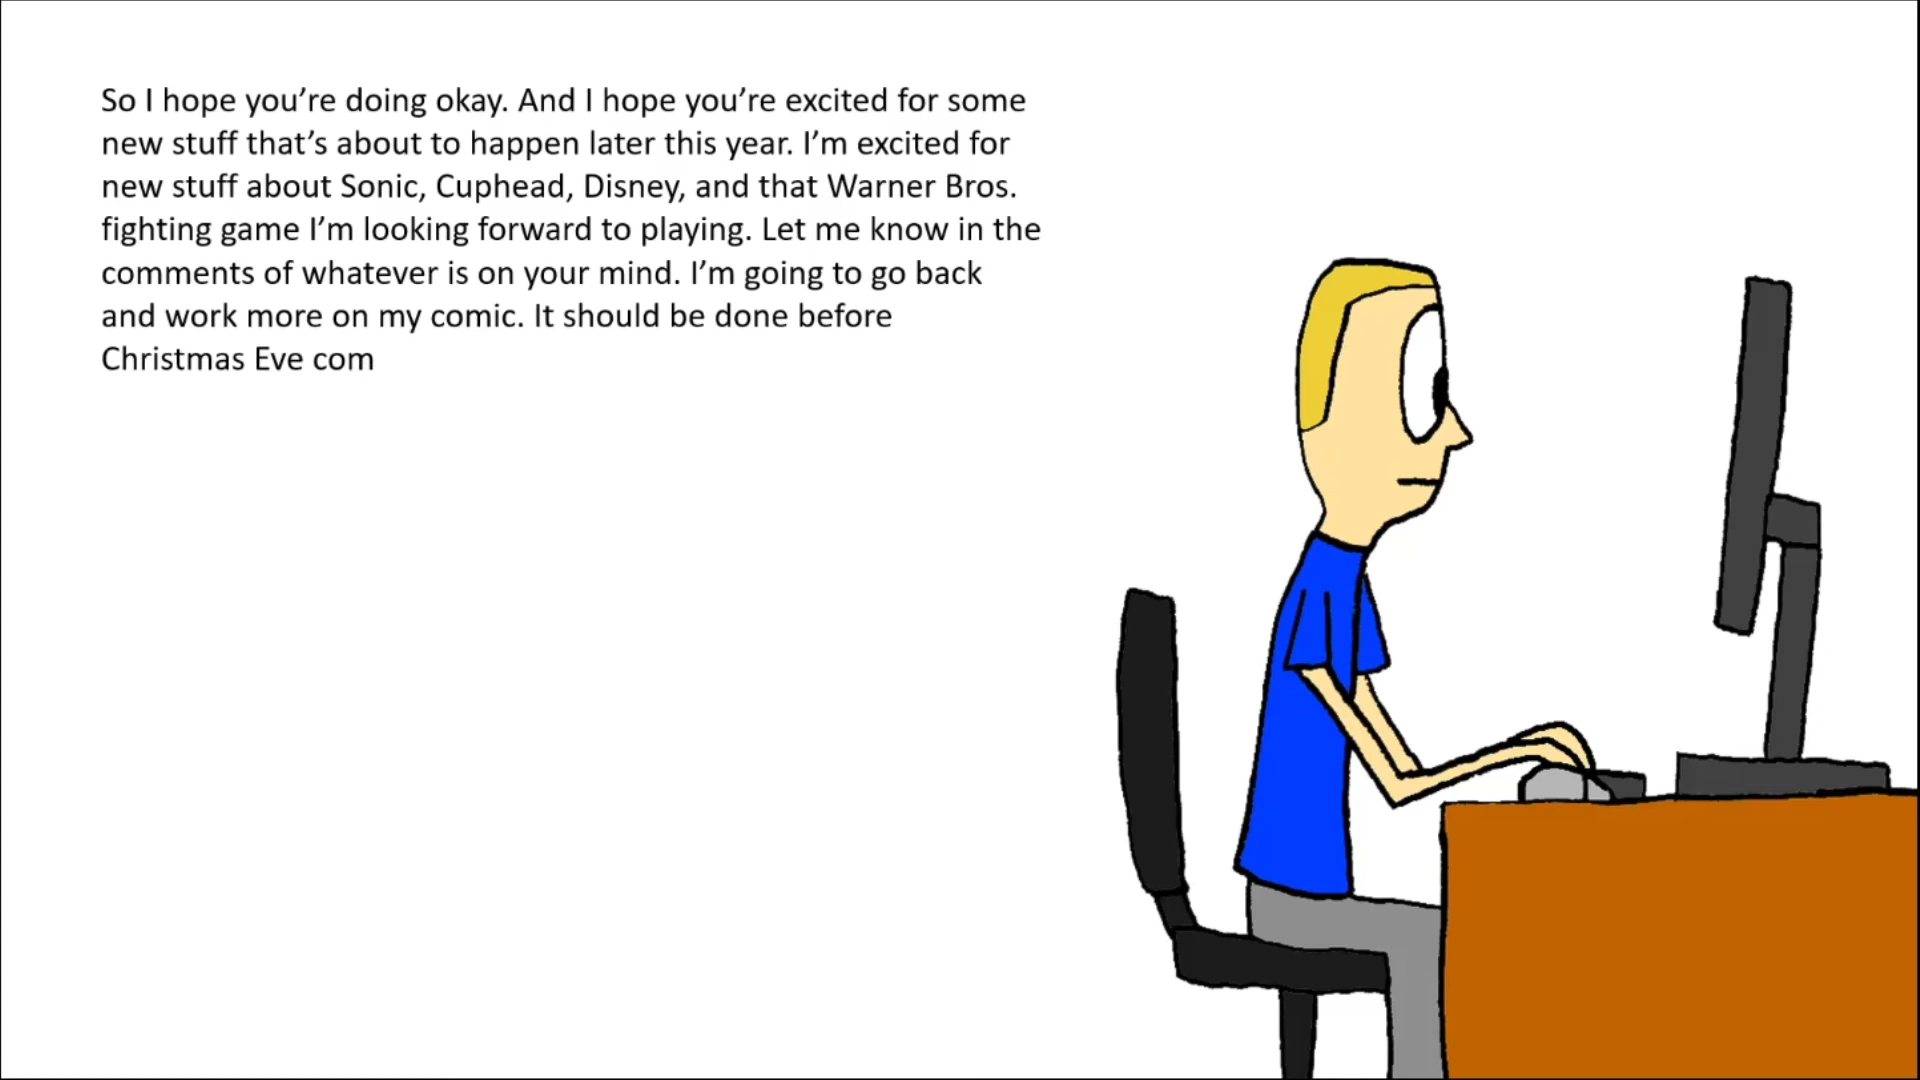 So I hope you’re doing okay. And I hope you’re excited for some
new stuff that’s about to happen later this year. I’m excited for
new stuff about Sonic, Cuphead, Disney, and that Warner Bros.
fighting game I’m looking forward to playing. Let me know in the
comments of whatever is on your mind. I’m going to go back
and work more on my comic. It should be done before
Christmas Eve com